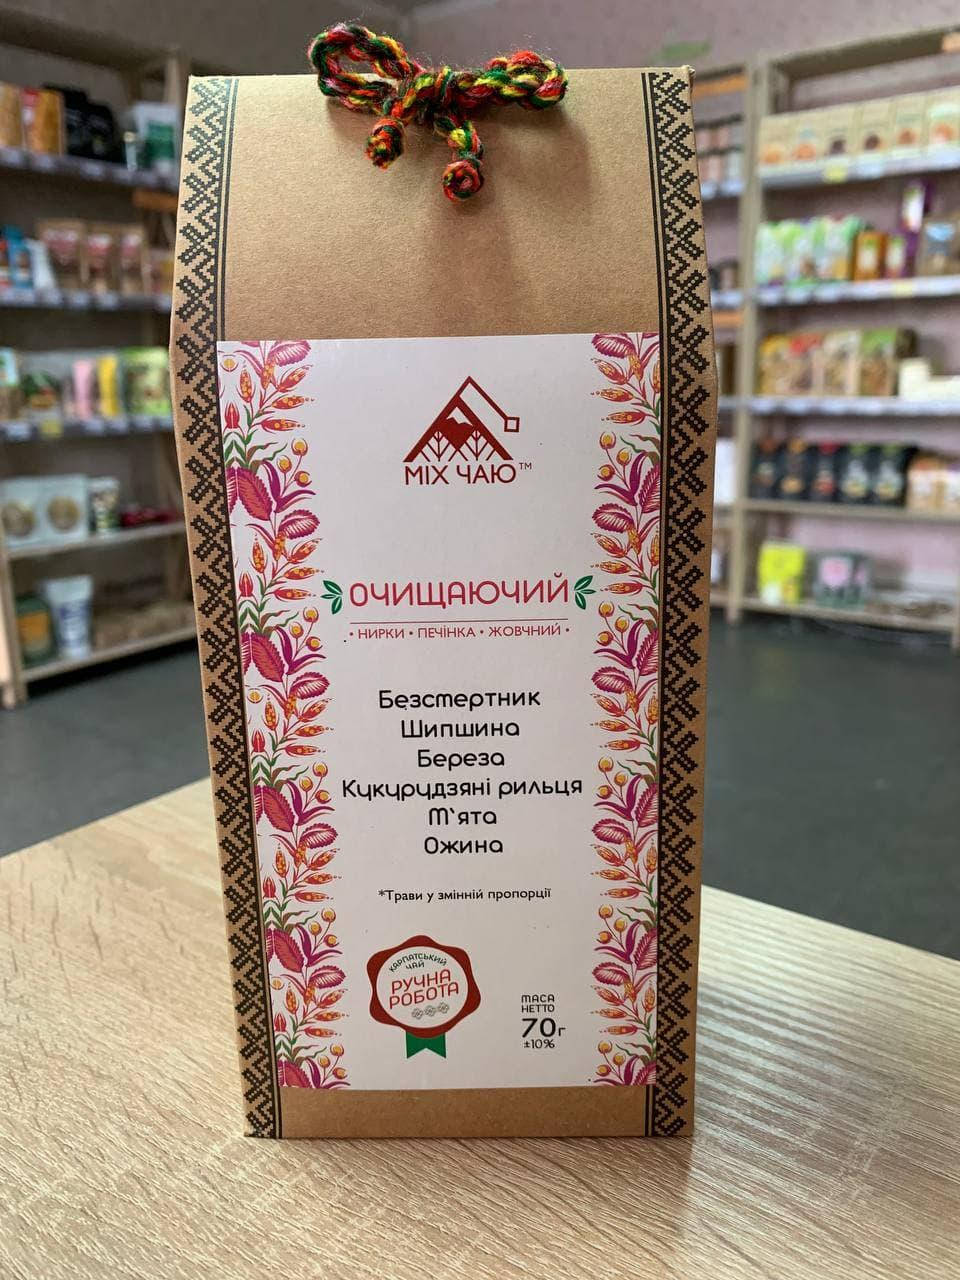 МІХ ЧАЮ™
ОЧИЩАЮЧИЙ
• НИРКИ • ПЕЧІНКА • ЖОВЧНИЙ •
Безсмертник
Шипшина
Береза
Кукурудзяні рильця
М`ята
Ожина
*Трави у змінній пропорції
КАРПАТСЬКИЙ
ЧАЙ
РУЧНА
РОБОТА
МАСА
НЕТТО
70г
±10%